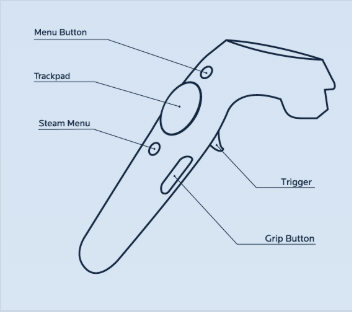 Menu Button
Trackpad
Steam Menu
Trigger
Grip Button